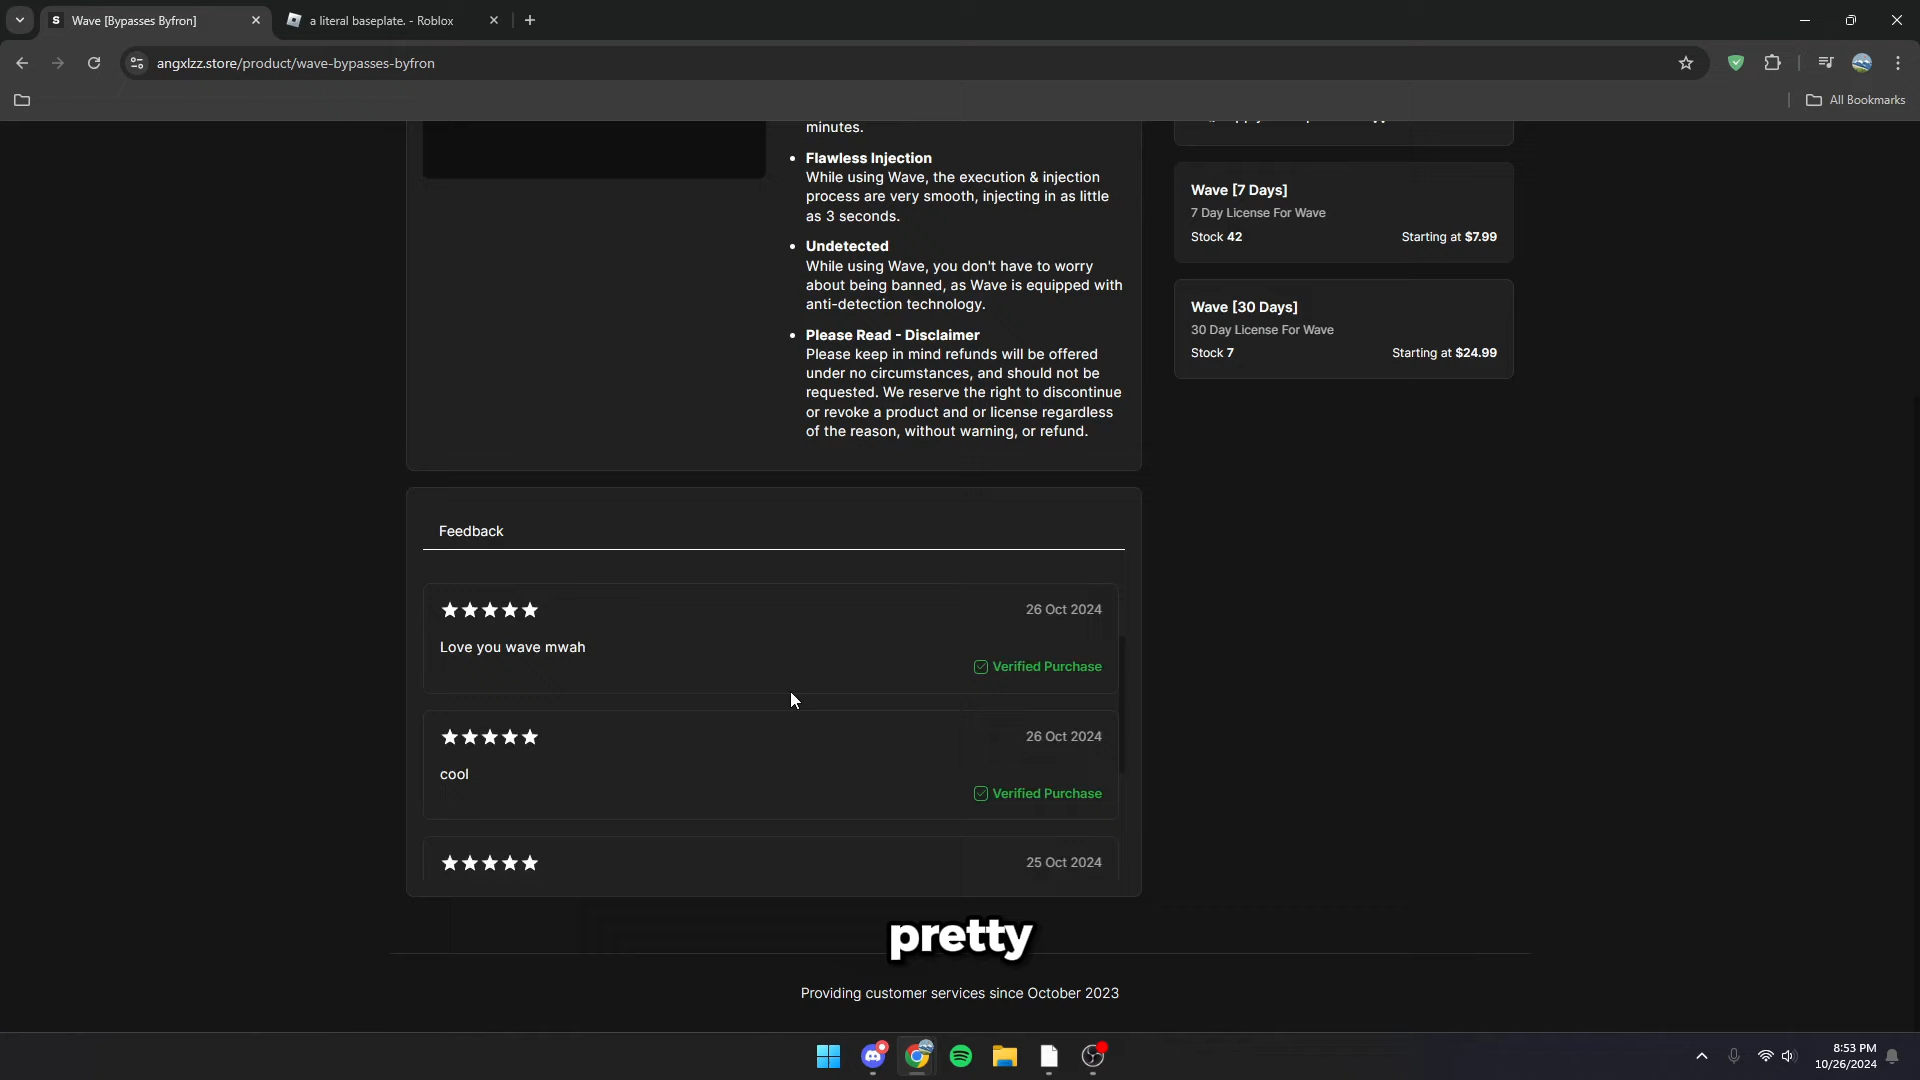 Wave [Bypasses Byfron]
a literal baseplate. - Roblox
angxlzz.store/product/wave-bypasses-byfron
All Bookmarks
minutes.
Flawless Injection
While using Wave, the execution & injection
process are very smooth, injecting in as little
as 3 seconds.
Undetected
While using Wave, you don't have to worry
about being banned, as Wave is equipped with
anti-detection technology.
Please Read - Disclaimer
Please keep in mind refunds will be offered
under no circumstances, and should not be
requested. We reserve the right to discontinue
or revoke a product and or license regardless
of the reason, without warning, or refund.
Wave [7 Days]
7 Day License For Wave
Stock 42 Starting at $7.99
Wave [30 Days]
30 Day License For Wave
Stock 7 Starting at $24.99
Feedback
26 Oct 2024
Love you wave mwah
Verified Purchase
26 Oct 2024
cool
Verified Purchase
25 Oct 2024
pretty
Providing customer services since October 2023
8:53 PM
10/26/2024